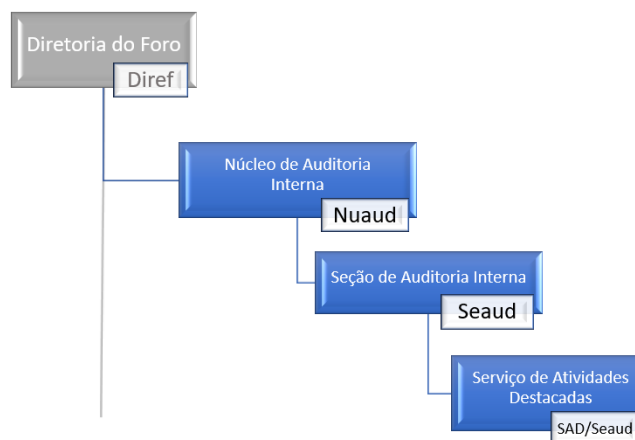 Diretoria do Foro
Diref
Núcleo de Auditoria
Interna
Nuaud
Seção de Auditoria Interna
Seaud
Serviço de Atividades
Destacadas
SAD/Seaud